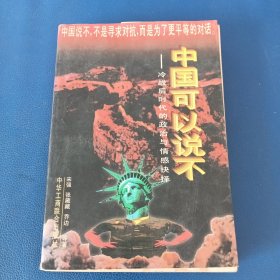 中国说不，不是寻求对抗，而是为了更平等的对话。
中国可以说不
——冷战后时代的政治与情感抉择
宋强 张藏藏 乔边
中华工商联合出版社